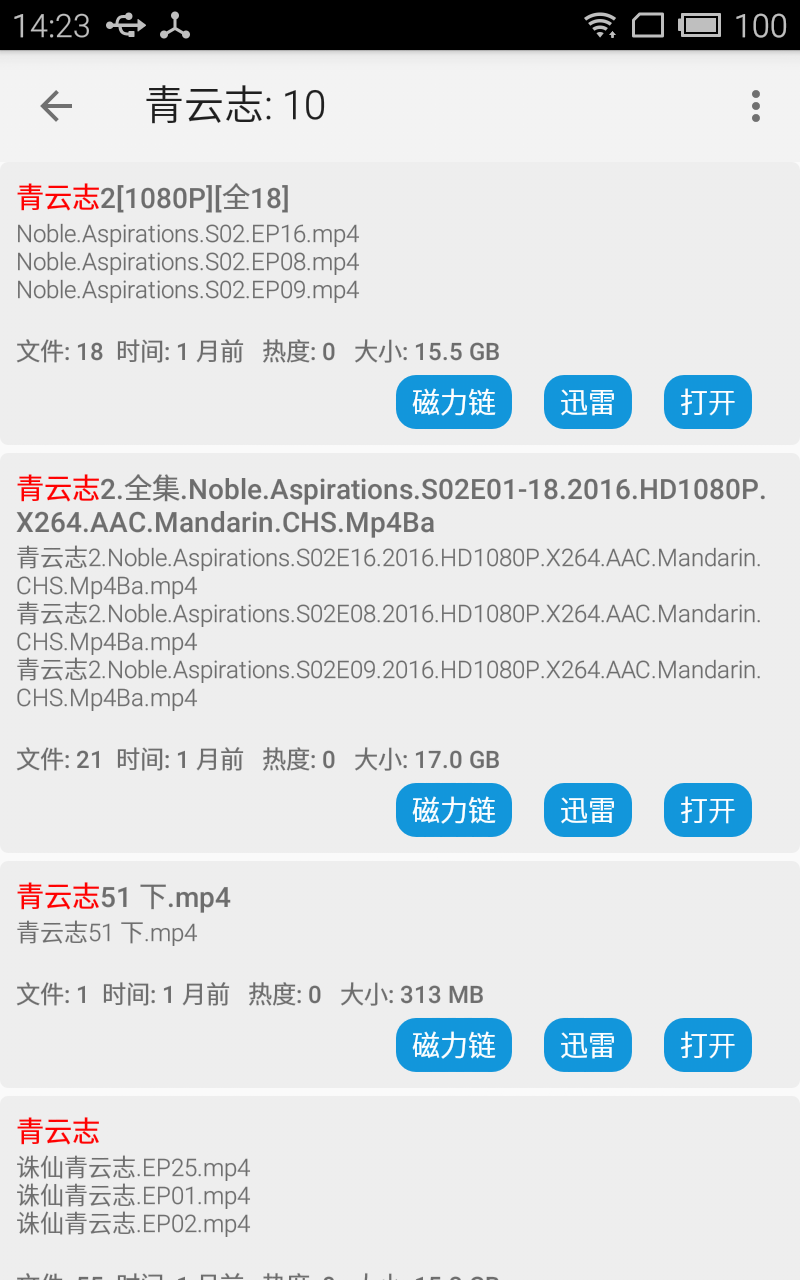 14:23 100
青云志: 10
青云志2[1080P][全18]
Noble.Aspirations.S02.EP16.mp4
Noble.Aspirations.S02.EP08.mp4
Noble.Aspirations.S02.EP09.mp4
文件: 18 时间: 1 月前 热度: 0 大小: 15.5 GB
磁力链 迅雷 打开
青云志2.全集.Noble.Aspirations.S02E01-18.2016.HD1080P.
X264.AAC.Mandarin.CHS.Mp4Ba
青云志2.Noble.Aspirations.S02E16.2016.HD1080P.X264.AAC.Mandarin.
CHS.Mp4Ba.mp4
青云志2.Noble.Aspirations.S02E08.2016.HD1080P.X264.AAC.Mandarin.
CHS.Mp4Ba.mp4
青云志2.Noble.Aspirations.S02E09.2016.HD1080P.X264.AAC.Mandarin.
CHS.Mp4Ba.mp4
文件: 21 时间: 1 月前 热度: 0 大小: 17.0 GB
磁力链 迅雷 打开
青云志51 下.mp4
青云志51 下.mp4
文件: 1 时间: 1 月前 热度: 0 大小: 313 MB
磁力链 迅雷 打开
青云志
诛仙青云志.EP25.mp4
诛仙青云志.EP01.mp4
诛仙青云志.EP02.mp4